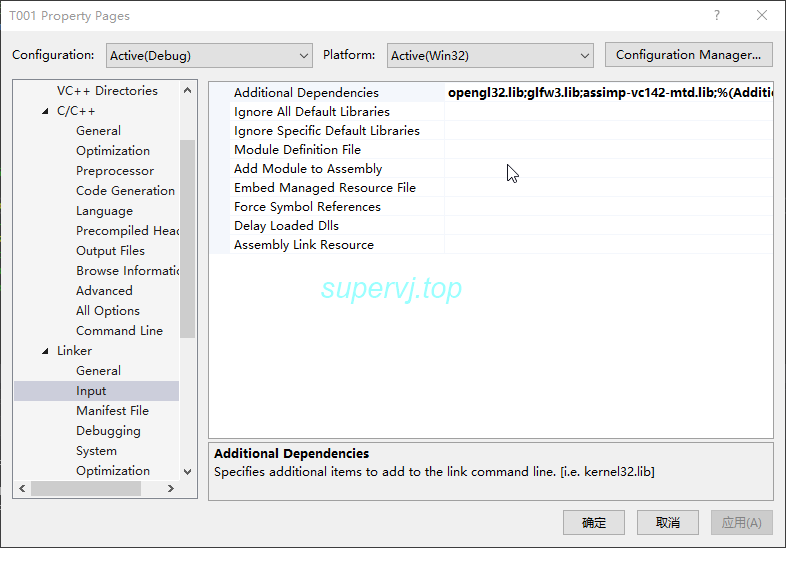 T001 Property Pages
Configuration: Active(Debug) Platform: Active(Win32) Configuration Manager...
VC++ Directories
C/C++
General
Optimization
Preprocessor
Code Generation
Language
Precompiled Head
Output Files
Browse Informatic
Advanced
All Options
Command Line
Linker
General
Input
Manifest File
Debugging
System
Optimization
Additional Dependencies opengl32.lib;glfw3.lib;assimp-vc142-mtd.lib;%(Additio
Ignore All Default Libraries
Ignore Specific Default Libraries
Module Definition File
Add Module to Assembly
Embed Managed Resource File
Force Symbol References
Delay Loaded Dlls
Assembly Link Resource
supervj.top
Additional Dependencies
Specifies additional items to add to the link command line. [i.e. kernel32.lib]
确定 取消 应用(A)